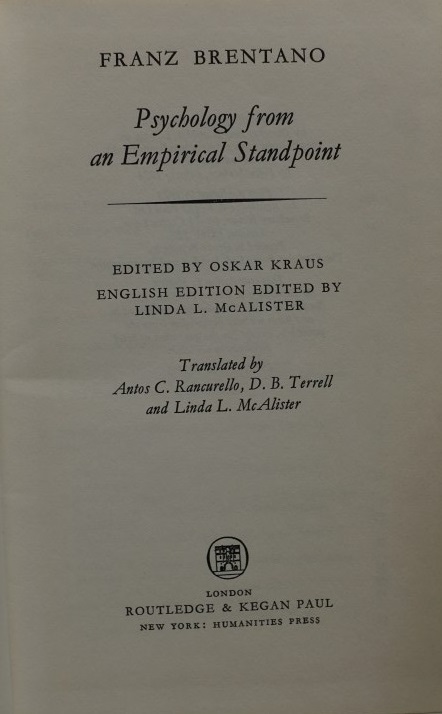 FRANZ BRENTANO
Psychology from
an Empirical Standpoint
EDITED BY OSKAR KRAUS
ENGLISH EDITION EDITED BY
LINDA L. McALISTER
Translated by
Antos C. Rancurello, D. B. Terrell
and Linda L. McAlister
LONDON
ROUTLEDGE & KEGAN PAUL
NEW YORK: HUMANITIES PRESS